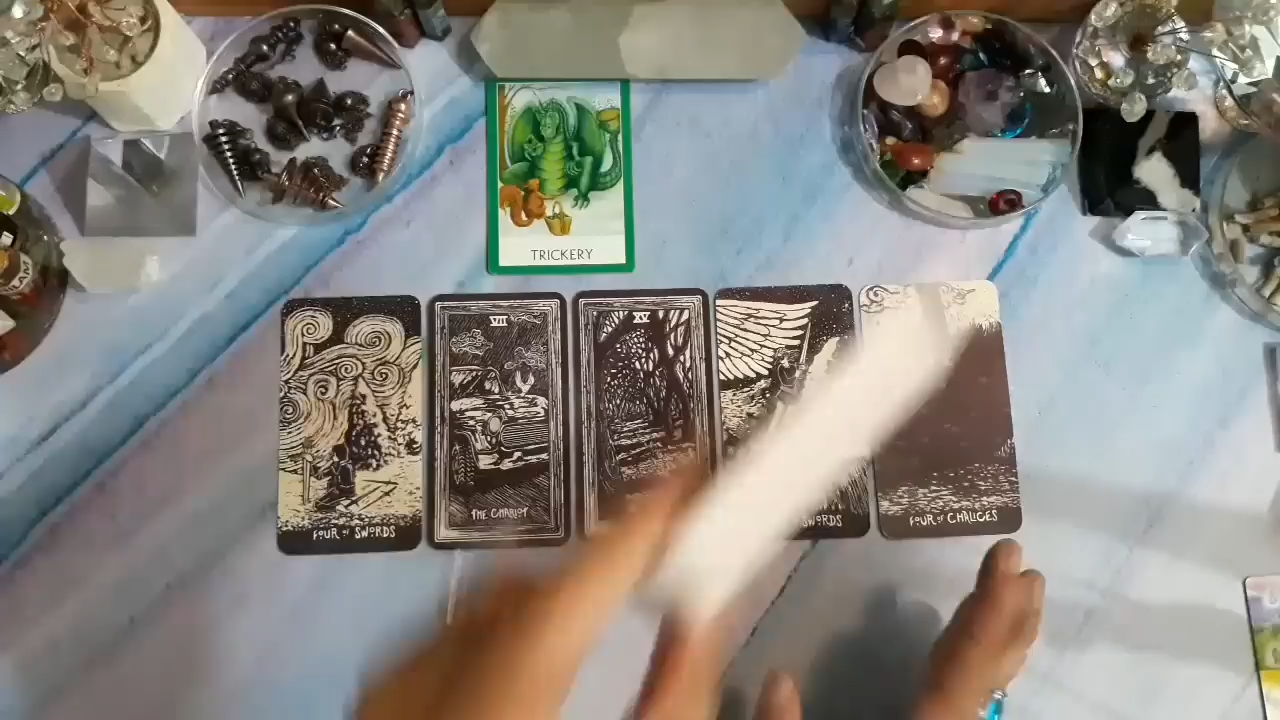 TRICKERY
VII
XV
FOUR OF SWORDS
THE CHARIOT
SWORDS
FOUR OF CHALICES